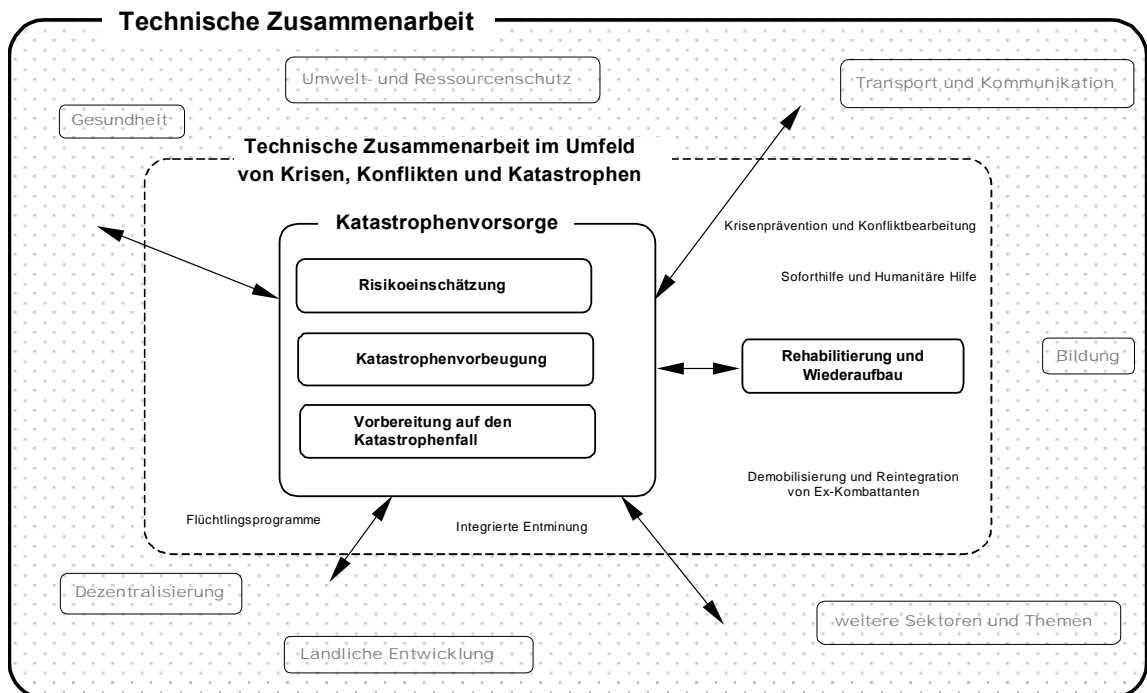 Technische Zusammenarbeit
Umwelt- und Ressourcenschutz
Transport und Kommunikation
Gesundheit
Technische Zusammenarbeit im Umfeld
von Krisen, Konflikten und Katastrophen
Katastrophenvorsorge
Krisenprävention und Konfliktbearbeitung
Risikoeinschätzung
Soforthilfe und Humanitäre Hilfe
Katastrophenvorbeugung
Rehabilitierung und
Wiederaufbau
Bildung
Vorbereitung auf den
Katastrophenfall
Demobilisierung und Reintegration
von Ex-Kombattanten
Flüchtlingsprogramme
Integrierte Entminung
Dezentralisierung
weitere Sektoren und Themen
Ländliche Entwicklung